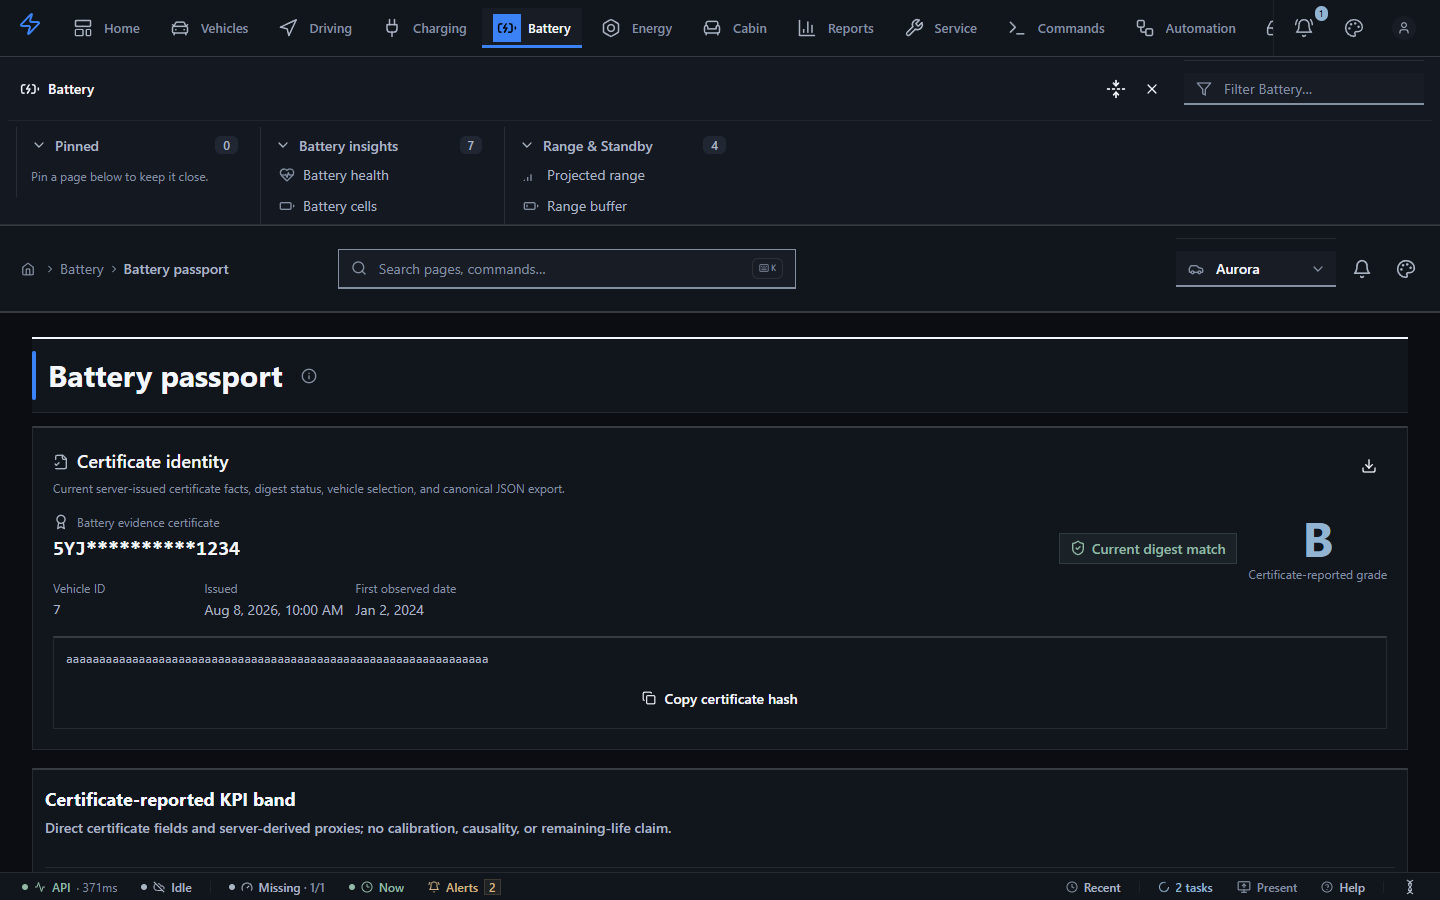 Home
Vehicles
Driving
Charging
Battery
Energy
Cabin
Reports
Service
Commands
Automation
1
Battery
Filter Battery...
Pinned
0
Pin a page below to keep it close.
Battery insights
7
Battery health
Battery cells
Range & Standby
4
Projected range
Range buffer
Battery
Battery passport
Search pages, commands...
K
Aurora
Battery passport
Certificate identity
Current server-issued certificate facts, digest status, vehicle selection, and canonical JSON export.
Battery evidence certificate
5YJ**********1234
Current digest match
B
Certificate-reported grade
Vehicle ID
7
Issued
Aug 8, 2026, 10:00 AM
First observed date
Jan 2, 2024
aaaaaaaaaaaaaaaaaaaaaaaaaaaaaaaaaaaaaaaaaaaaaaaaaaaaaaaaaaaaaaaa
Copy certificate hash
Certificate-reported KPI band
Direct certificate fields and server-derived proxies; no calibration, causality, or remaining-life claim.
API · 371ms
Idle
Missing · 1/1
Now
Alerts 2
Recent
2 tasks
Present
Help